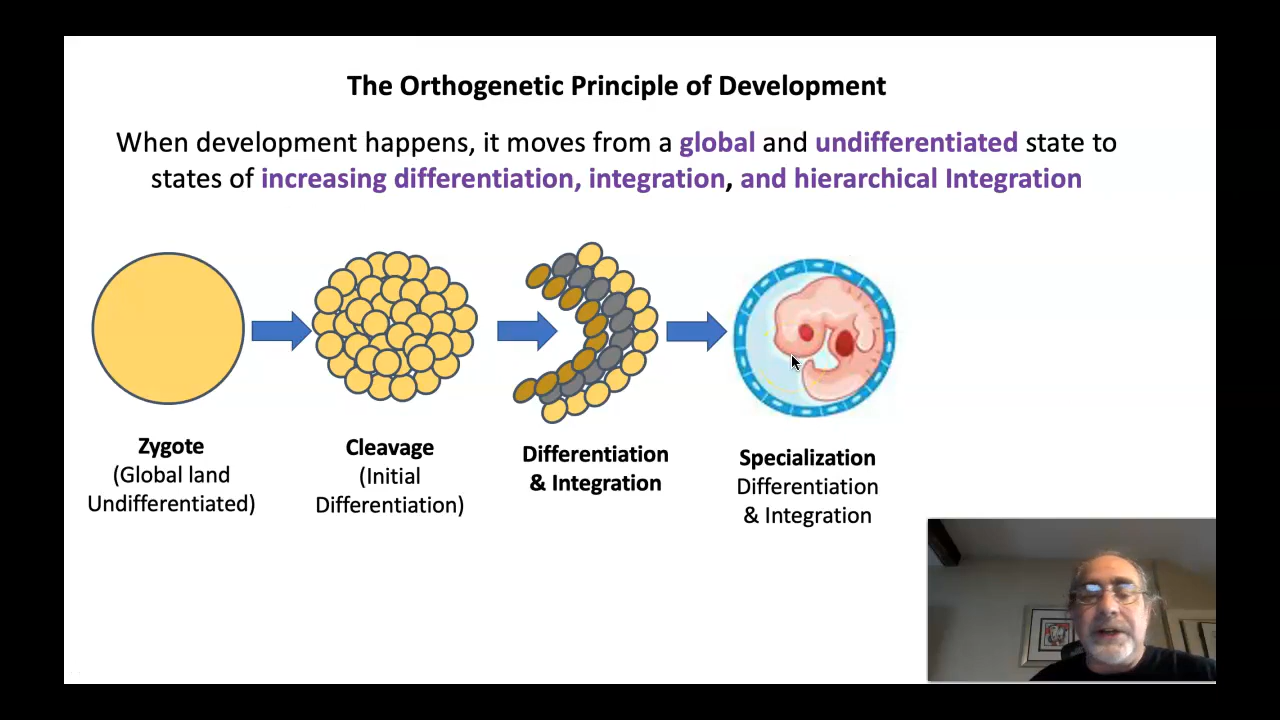 The Orthogenetic Principle of Development
When development happens, it moves from a global and undifferentiated state to
states of increasing differentiation, integration, and hierarchical Integration
Zygote
(Global land
Undifferentiated)
Cleavage
(Initial
Differentiation)
Differentiation
& Integration
Specialization
Differentiation
& Integration